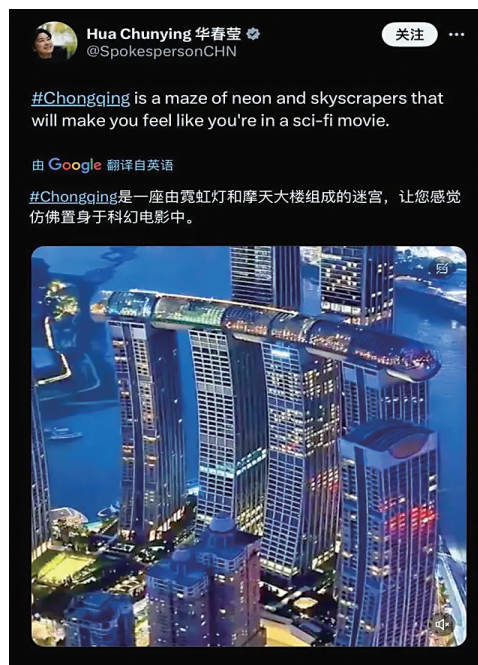 Hua Chunying 华春莹
关注
@SpokespersonCHN
#Chongqing is a maze of neon and skyscrapers that
will make you feel like you're in a sci-fi movie.
由 Google 翻译自英语
#Chongqing是一座由霓虹灯和摩天大楼组成的迷宫，让您感觉
仿佛置身于科幻电影中。